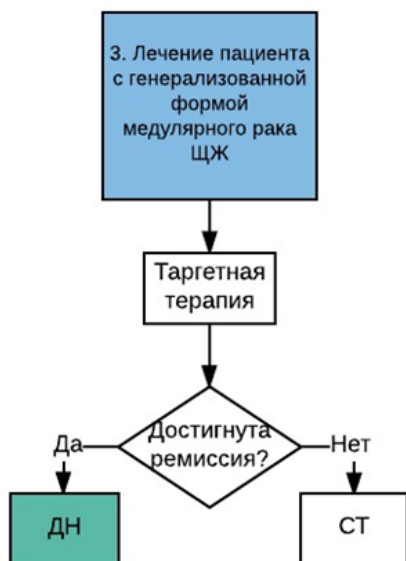 3. Лечение пациента
с генерализованной
формой
медулярного рака
ЩЖ
Таргетная
терапия
Достигнута
ремиссия?
Да
Нет
ДН
СТ